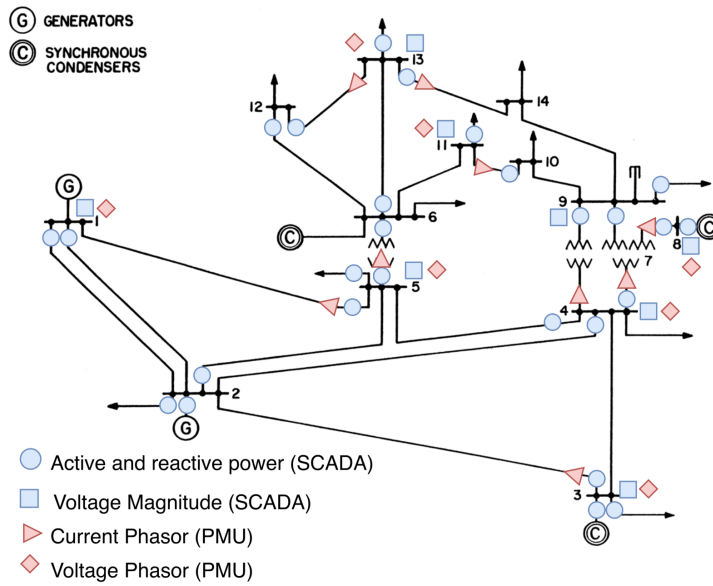 G GENERATORS
C SYNCHRONOUS
CONDENSERS
13
12
14
11
10
9
G
1
6
C
8
C
7
5
4
2
G
Active and reactive power (SCADA)
Voltage Magnitude (SCADA)
3
C
Current Phasor (PMU)
Voltage Phasor (PMU)